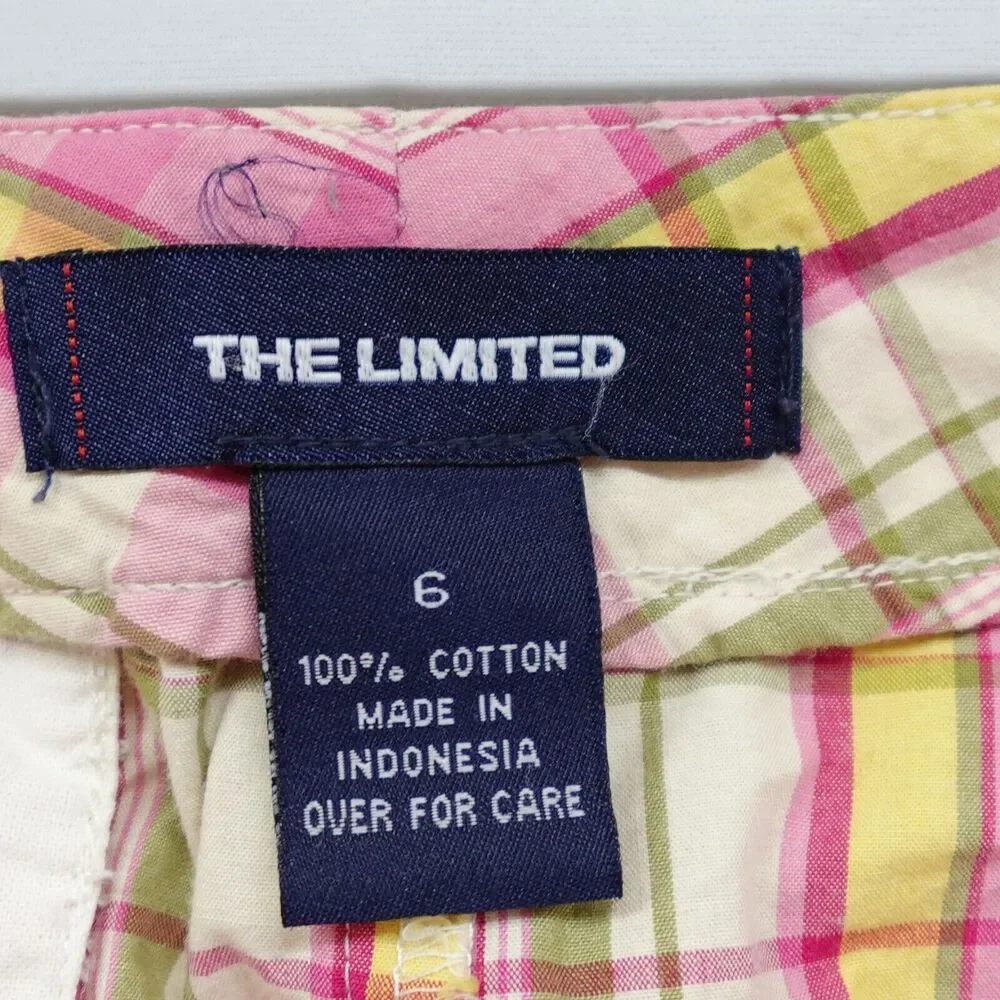 THE LIMITED
6
100% COTTON
MADE IN
INDONESIA
OVER FOR CARE